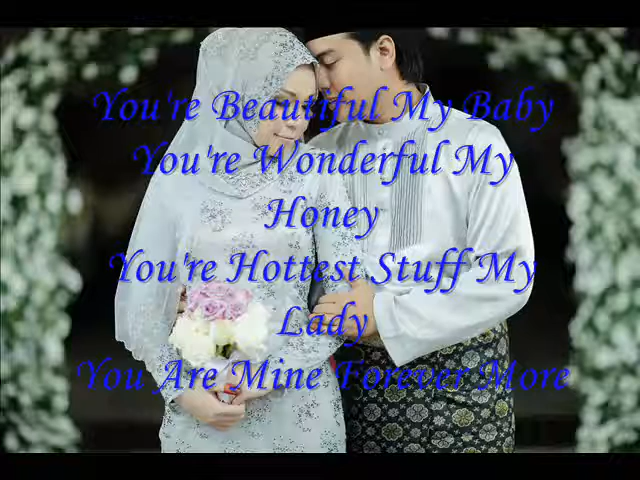 You're Beautiful My Baby
You're Wonderful My
Honey
You're Hottest Stuff My
Lady
You Are Mine Forever More